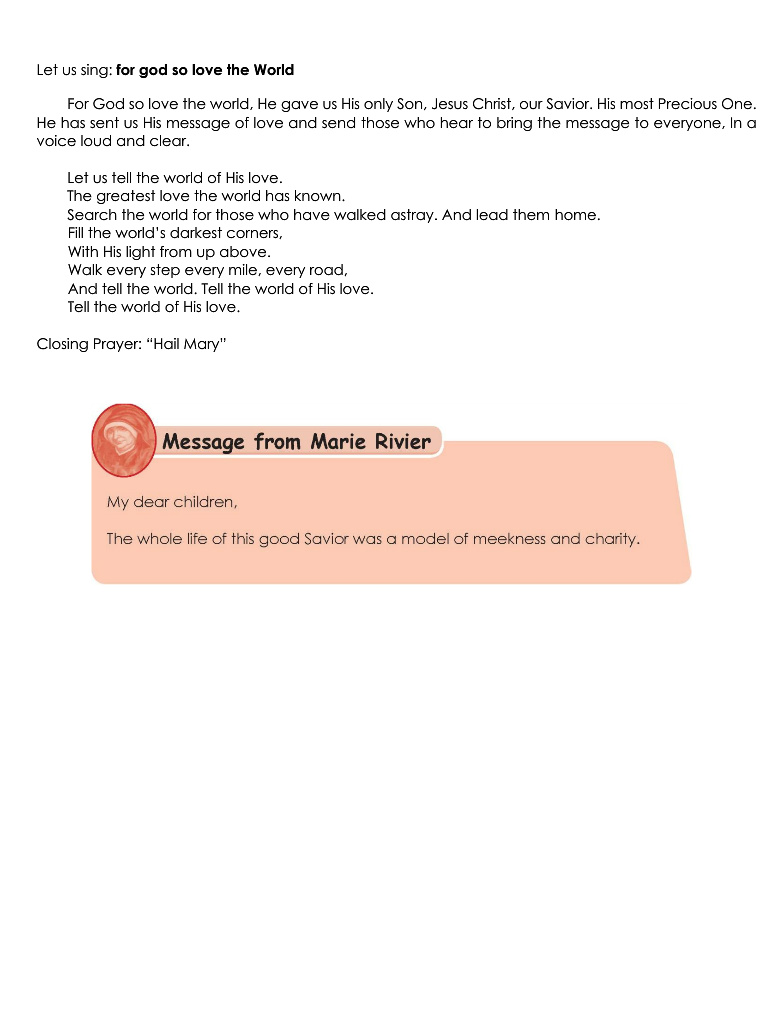 Let us sing: for god so love the World
For God so love the world, He gave us His only Son, Jesus Christ, our Savior. His most Precious One.
He has sent us His message of love and send those who hear to bring the message to everyone, In a
voice loud and clear.
Let us tell the world of His love.
The greatest love the world has known.
Search the world for those who have walked astray. And lead them home.
Fill the world’s darkest corners,
With His light from up above.
Walk every step every mile, every road,
And tell the world. Tell the world of His love.
Tell the world of His love.
Closing Prayer: “Hail Mary”
Message from Marie Rivier
My dear children,
The whole life of this good Savior was a model of meekness and charity.